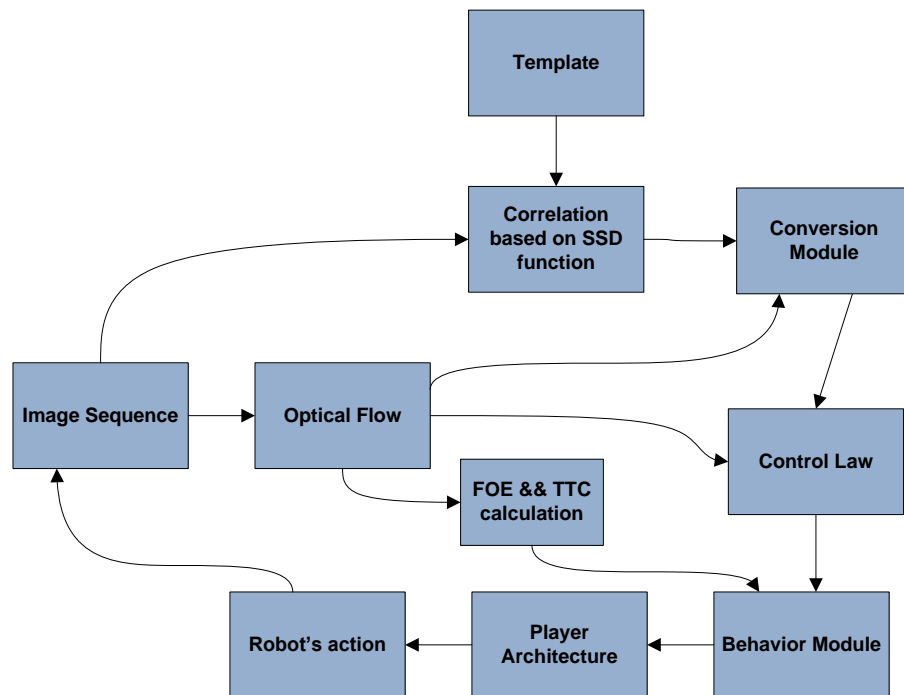 Template
Correlation
based on SSD
function
Conversion
Module
Image Sequence
Optical Flow
Control Law
FOE && TTC
calculation
Robot's action
Player
Architecture
Behavior Module